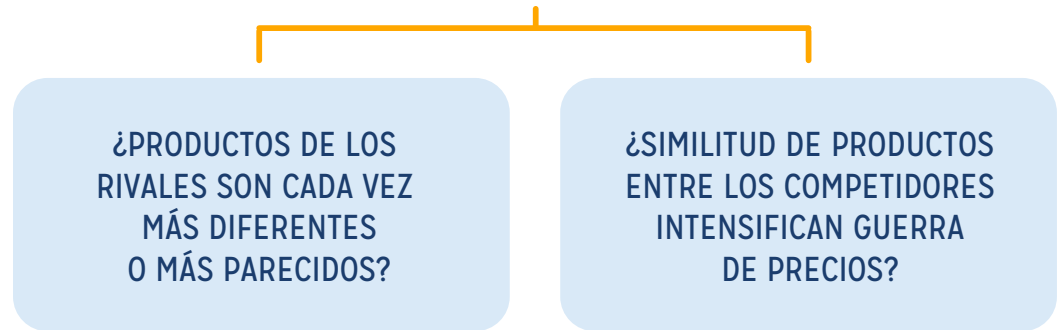 ¿PRODUCTOS DE LOS
RIVALES SON CADA VEZ
MÁS DIFERENTES
O MÁS PARECIDOS?
¿SIMILITUD DE PRODUCTOS
ENTRE LOS COMPETIDORES
INTENSIFICAN GUERRA
DE PRECIOS?